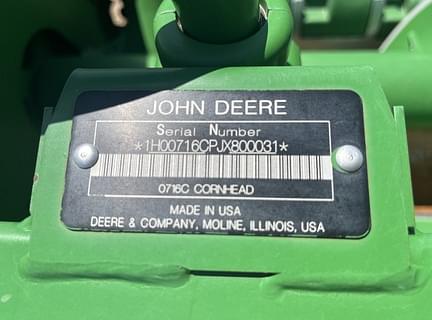 JOHN DEERE
Serial Number
*1H00716CPJX800031*
0716C CORNHEAD
MADE IN USA
DEERE & COMPANY, MOLINE, ILLINOIS, USA